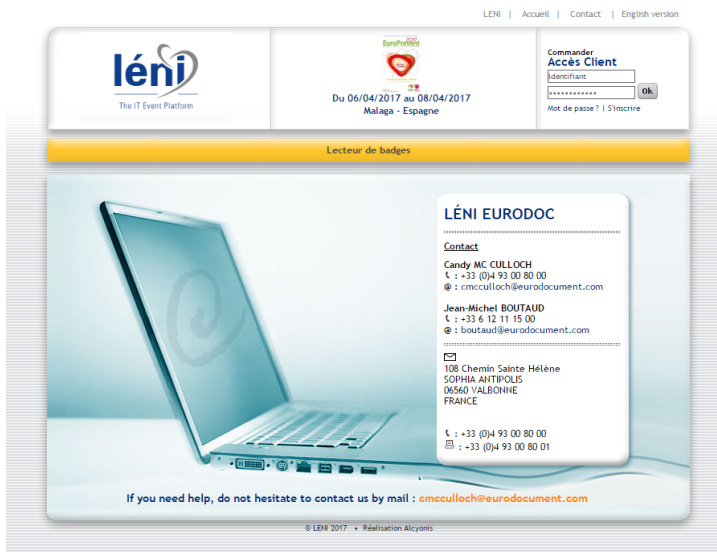 LENI | Accueil | Contact | English version
léni
The IT Event Platform
EuroPrevent
Du 06/04/2017 au 08/04/2017
Malaga - Espagne
Commander
Accès Client
Identifiant
••••••••••••
Ok
Mot de passe ? | S'inscrire
Lecteur de badges
LÉNI EURODOC
Contact
Candy MC CULLOCH
: +33 (0)4 93 00 80 00
@ : cmcculloch@eurodocument.com
Jean-Michel BOUTAUD
: +33 6 12 11 15 00
@ : boutaud@eurodocument.com
108 Chemin Sainte Hélène
SOPHIA ANTIPOLIS
06560 VALBONNE
FRANCE
: +33 (0)4 93 00 80 00
: +33 (0)4 93 00 80 01
If you need help, do not hesitate to contact us by mail : cmcculloch@eurodocument.com
© LENI 2017 • Réalisation Alcyonis